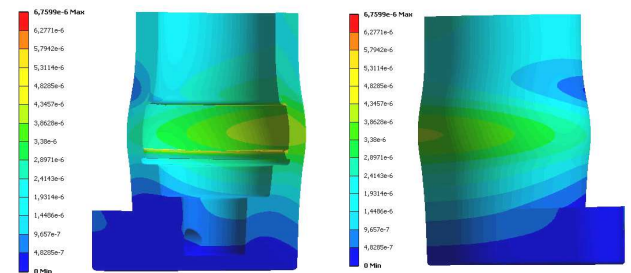 6,7599e-6 Max
6,2771e-6
5,7942e-6
5,3114e-6
4,8285e-6
4,3457e-6
3,8628e-6
3,38e-6
2,8971e-6
2,4143e-6
1,9314e-6
1,4486e-6
9,657e-7
4,8285e-7
0 Min
6,7599e-6 Max
6,2771e-6
5,7942e-6
5,3114e-6
4,8285e-6
4,3457e-6
3,8628e-6
3,38e-6
2,8971e-6
2,4143e-6
1,9314e-6
1,4486e-6
9,657e-7
4,8285e-7
0 Min